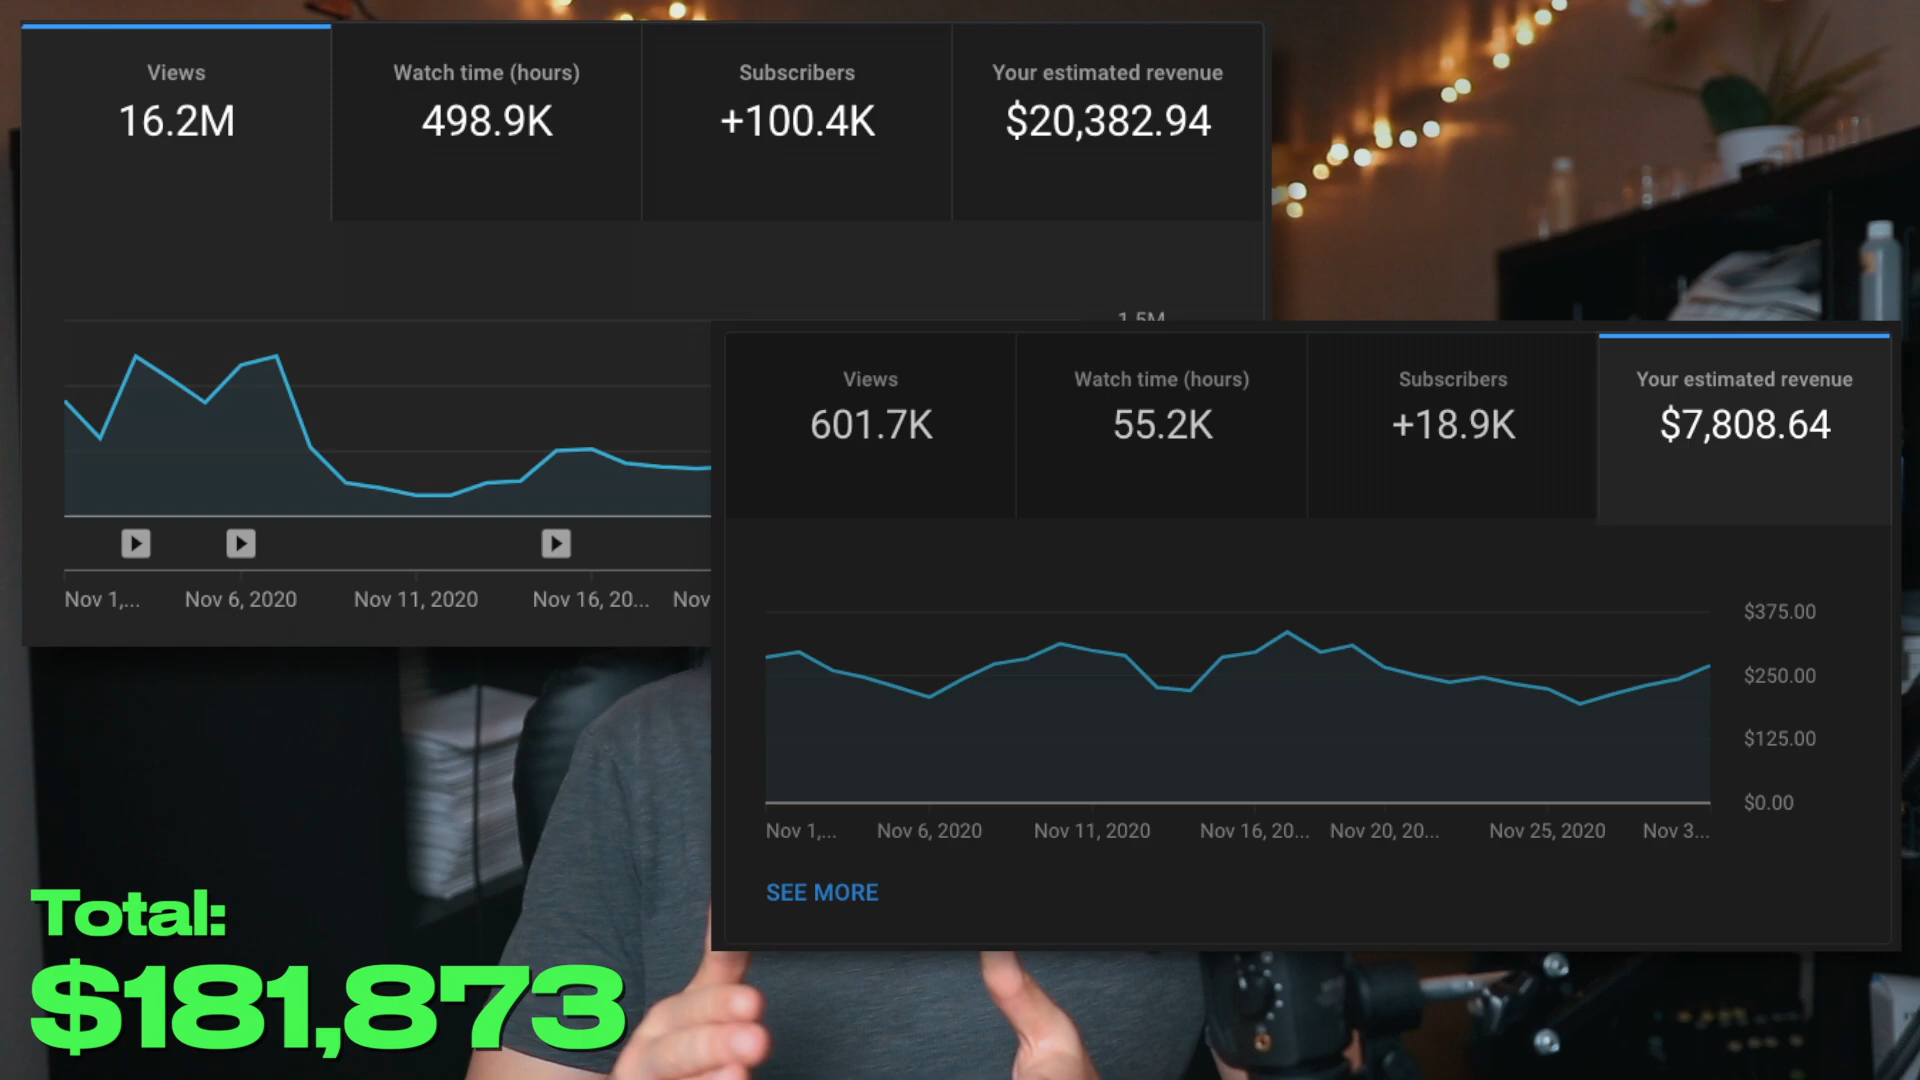 Views
16.2M
Watch time (hours)
498.9K
Subscribers
+100.4K
Your estimated revenue
$20,382.94
1.5M
Nov 1,...
Nov 6, 2020
Nov 11, 2020
Nov 16, 20...
Nov
Views
601.7K
Watch time (hours)
55.2K
Subscribers
+18.9K
Your estimated revenue
$7,808.64
$375.00
$250.00
$125.00
$0.00
Nov 1,...
Nov 6, 2020
Nov 11, 2020
Nov 16, 20...
Nov 20, 20...
Nov 25, 2020
Nov 3...
SEE MORE
Total:
$181,873